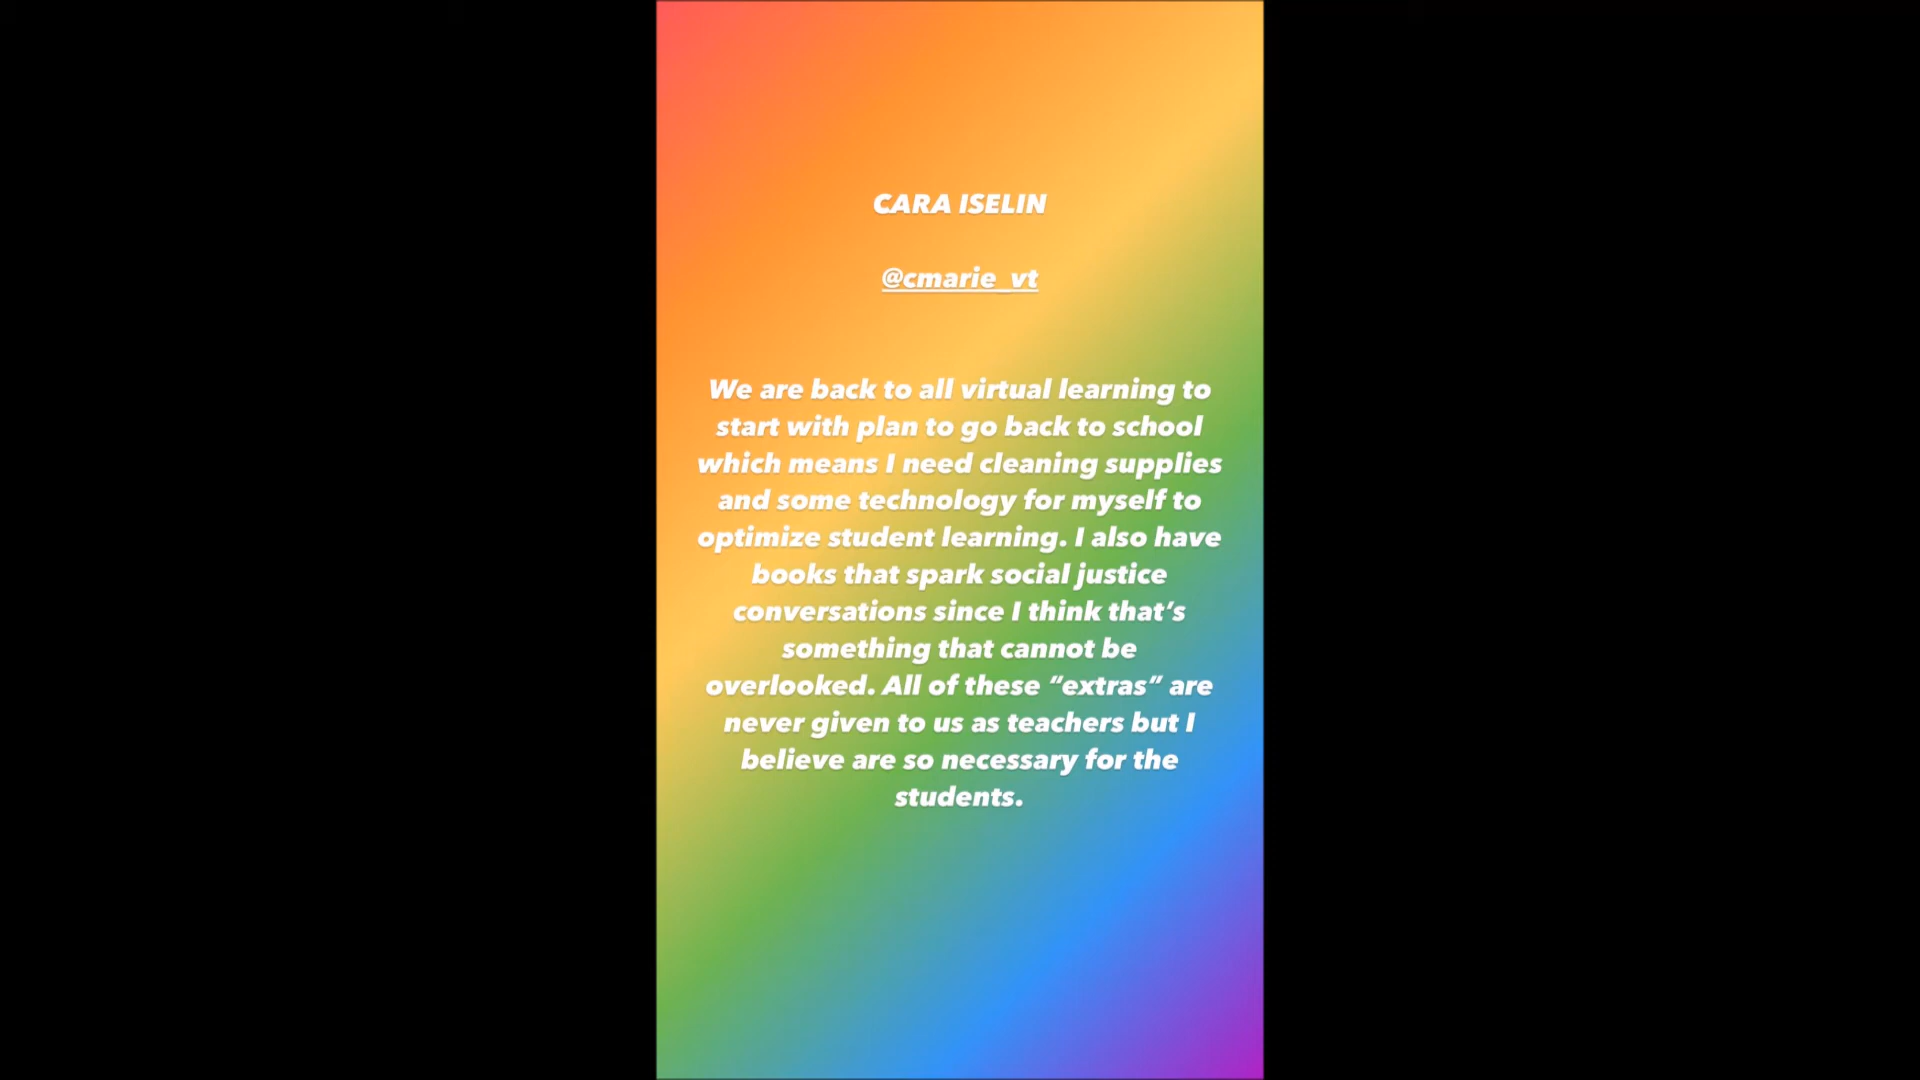 CARA ISELIN
@cmarie_vt
We are back to all virtual learning to
start with plan to go back to school
which means I need cleaning supplies
and some technology for myself to
optimize student learning. I also have
books that spark social justice
conversations since I think that’s
something that cannot be
overlooked. All of these “extras” are
never given to us as teachers but I
believe are so necessary for the
students.